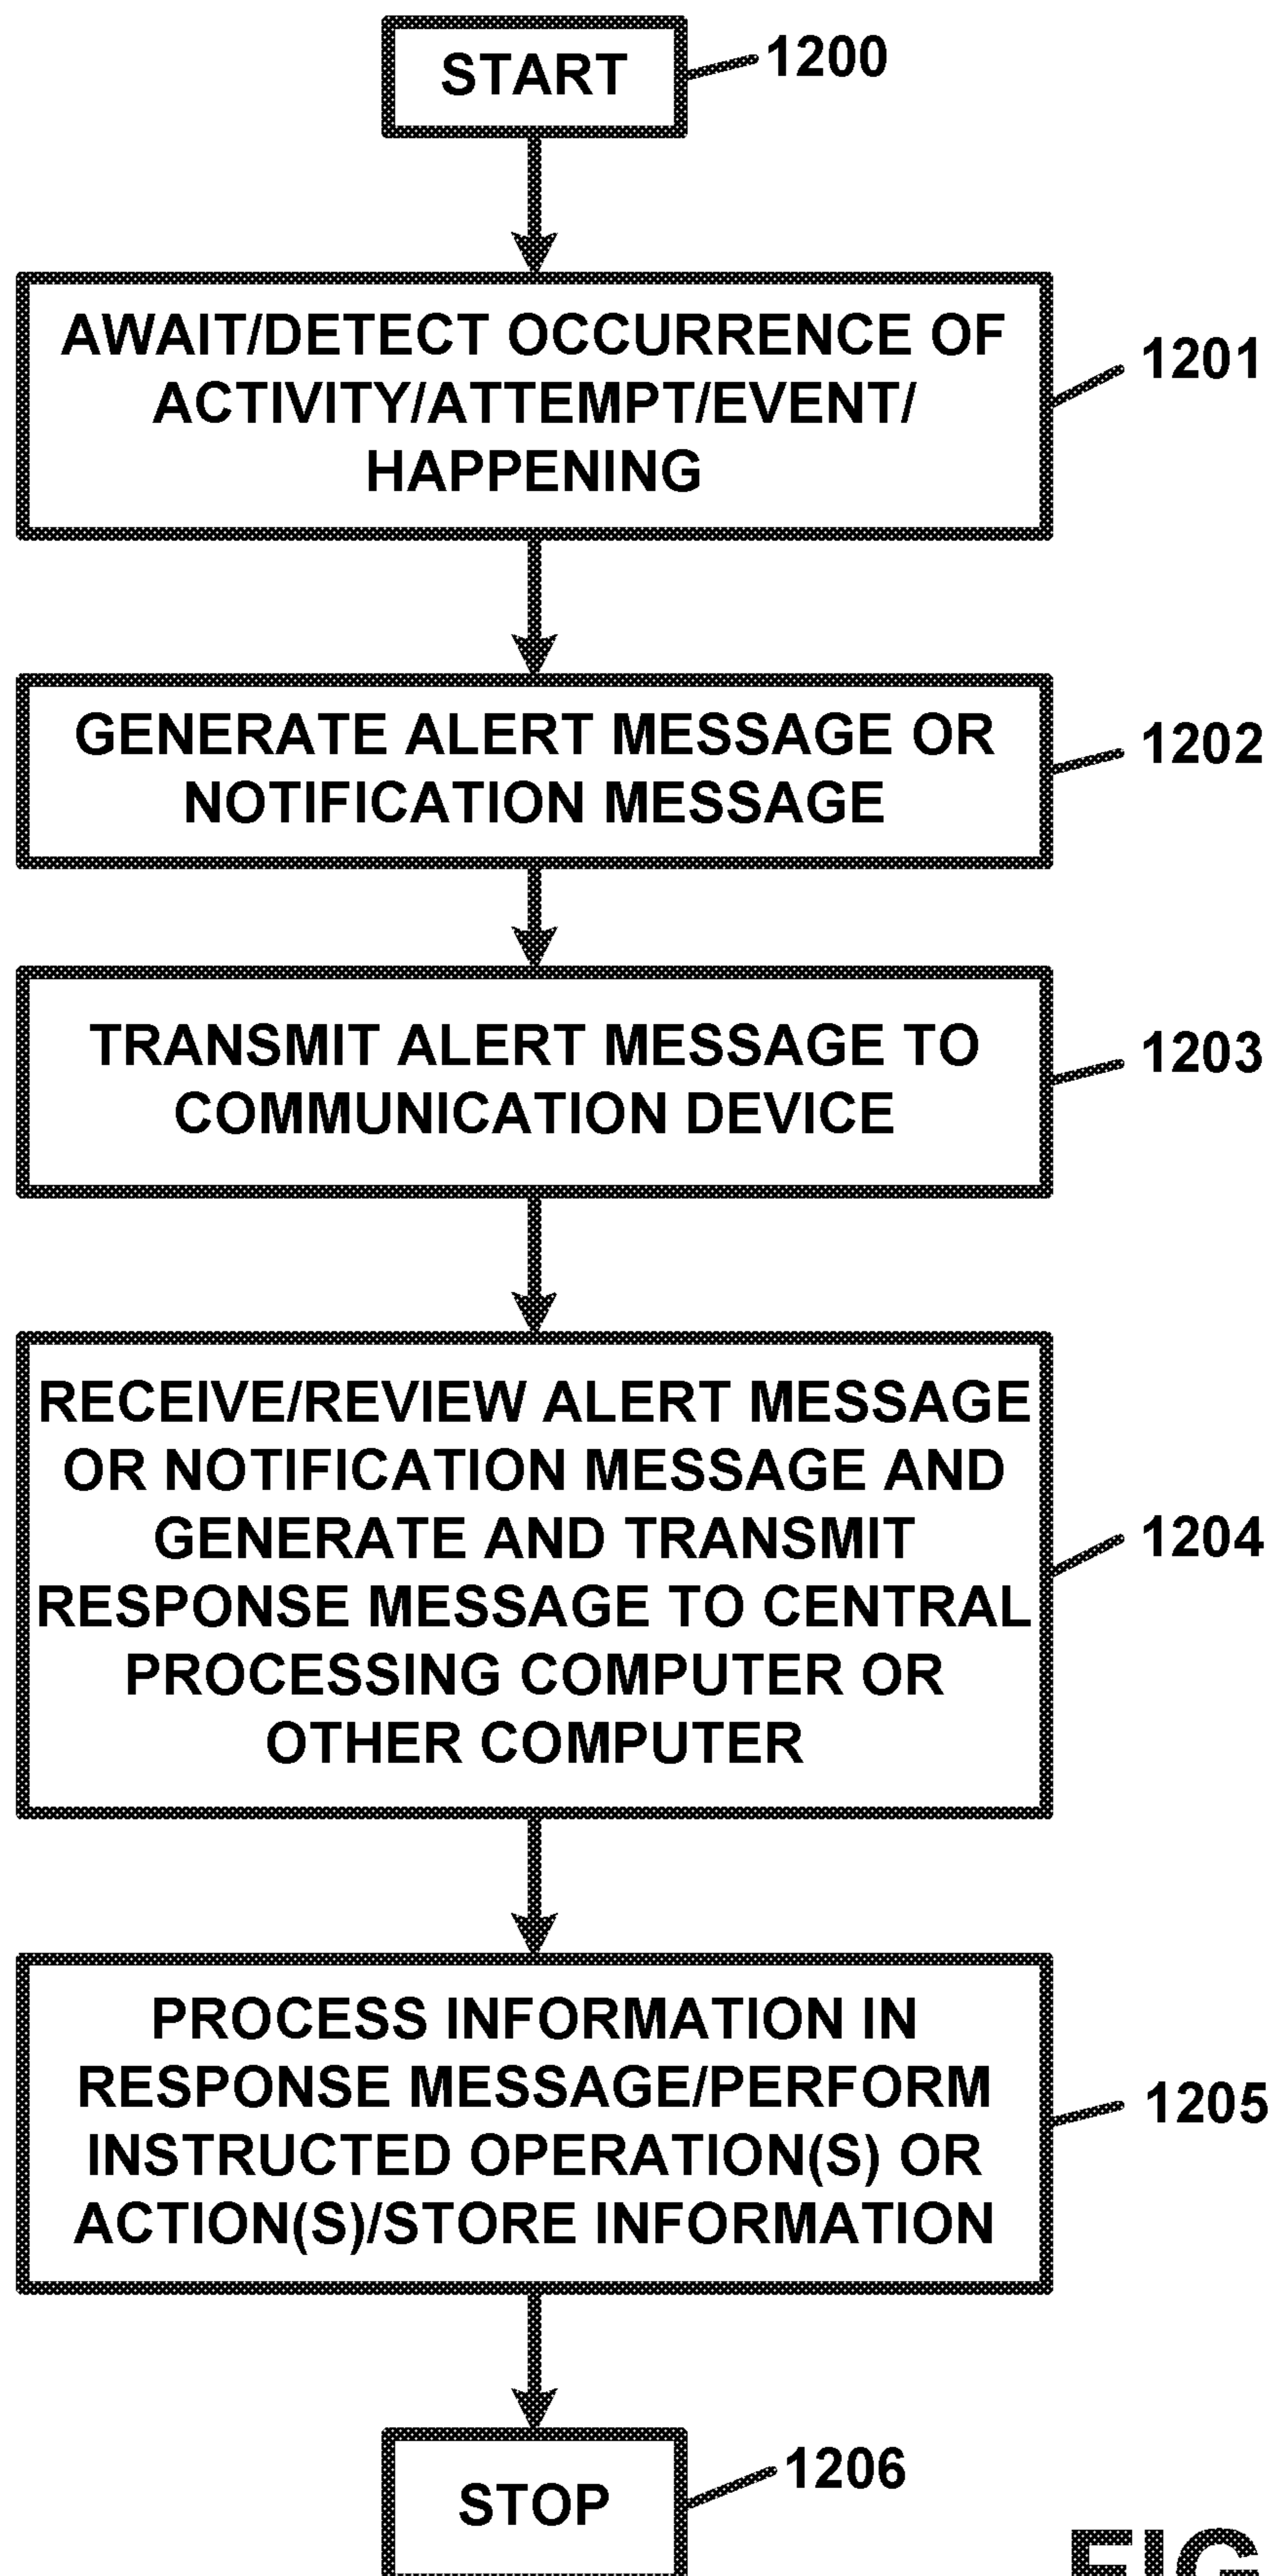 START
1200
AWAIT/DETECT OCCURRENCE OF
ACTIVITY/ATTEMPT/EVENT/
HAPPENING
1201
GENERATE ALERT MESSAGE OR
NOTIFICATION MESSAGE
1202
TRANSMIT ALERT MESSAGE TO
COMMUNICATION DEVICE
1203
RECEIVE/REVIEW ALERT MESSAGE
OR NOTIFICATION MESSAGE AND
GENERATE AND TRANSMIT
RESPONSE MESSAGE TO CENTRAL
PROCESSING COMPUTER OR
OTHER COMPUTER
1204
PROCESS INFORMATION IN
RESPONSE MESSAGE/PERFORM
INSTRUCTED OPERATION(S) OR
ACTION(S)/STORE INFORMATION
1205
STOP
1206
FIG